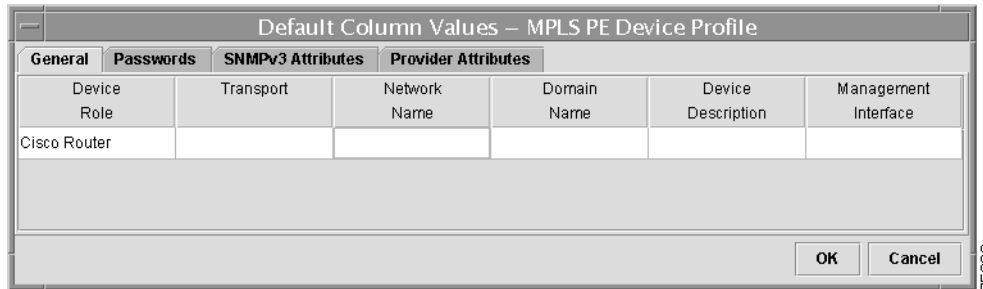 Default Column Values – MPLS PE Device Profile
General Passwords SNMPv3 Attributes Provider Attributes
Device Role Transport Network Name Domain Name Device Description Management Interface
Cisco Router
OK Cancel